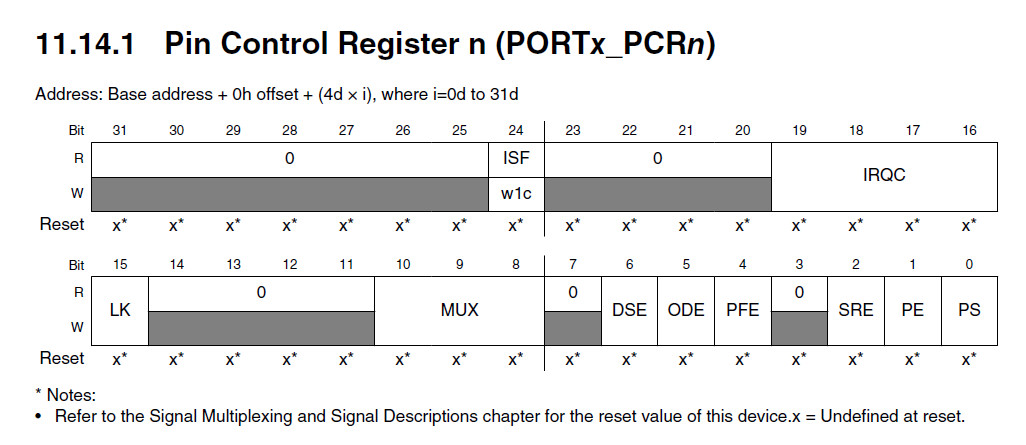 11.14.1 Pin Control Register n (PORTx_PCRn)
Address: Base address + 0h offset + (4d × i), where i=0d to 31d
Bit 31 30 29 28 27 26 25 24 23 22 21 20 19 18 17 16
R 0 ISF 0 IRQC
W w1c
Reset x* x* x* x* x* x* x* x* x* x* x* x* x* x* x* x*
Bit 15 14 13 12 11 10 9 8 7 6 5 4 3 2 1 0
R LK 0 MUX 0 DSE ODE PFE 0 SRE PE PS
W
Reset x* x* x* x* x* x* x* x* x* x* x* x* x* x* x* x*
* Notes:
• Refer to the Signal Multiplexing and Signal Descriptions chapter for the reset value of this device.x = Undefined at reset.